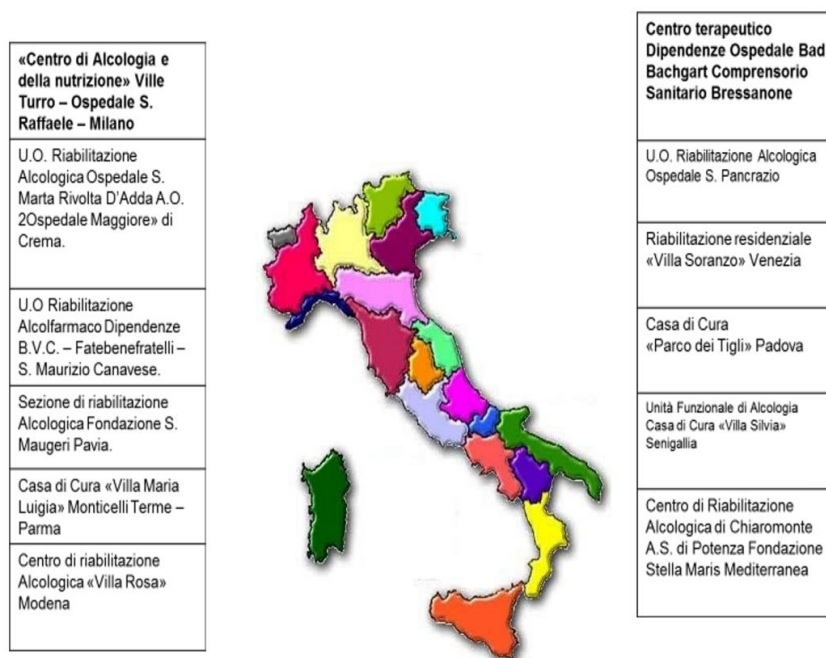 «Centro di Alcologia e
della nutrizione» Ville
Turro – Ospedale S.
Raffaele – Milano
U.O. Riabilitazione
Alcologica Ospedale S.
Marta Rivolta D'Adda A.O.
2Ospedale Maggiore» di
Crema.
U.O Riabilitazione
Alcolfarmaco Dipendenze
B.V.C. – Fatebenefratelli –
S. Maurizio Canavese.
Sezione di riabilitazione
Alcologica Fondazione S.
Maugeri Pavia.
Casa di Cura «Villa Maria
Luigia» Monticelli Terme –
Parma
Centro di riabilitazione
Alcologica «Villa Rosa»
Modena
Centro terapeutico
Dipendenze Ospedale Bad
Bachgart Comprensorio
Sanitario Bressanone
U.O. Riabilitazione Alcologica
Ospedale S. Pancrazio
Riabilitazione residenziale
«Villa Soranzo» Venezia
Casa di Cura
«Parco dei Tigli» Padova
Unità Funzionale di Alcologia
Casa di Cura «Villa Silvia»
Senigallia
Centro di Riabilitazione
Alcologica di Chiaromonte
A.S. di Potenza Fondazione
Stella Maris Mediterranea